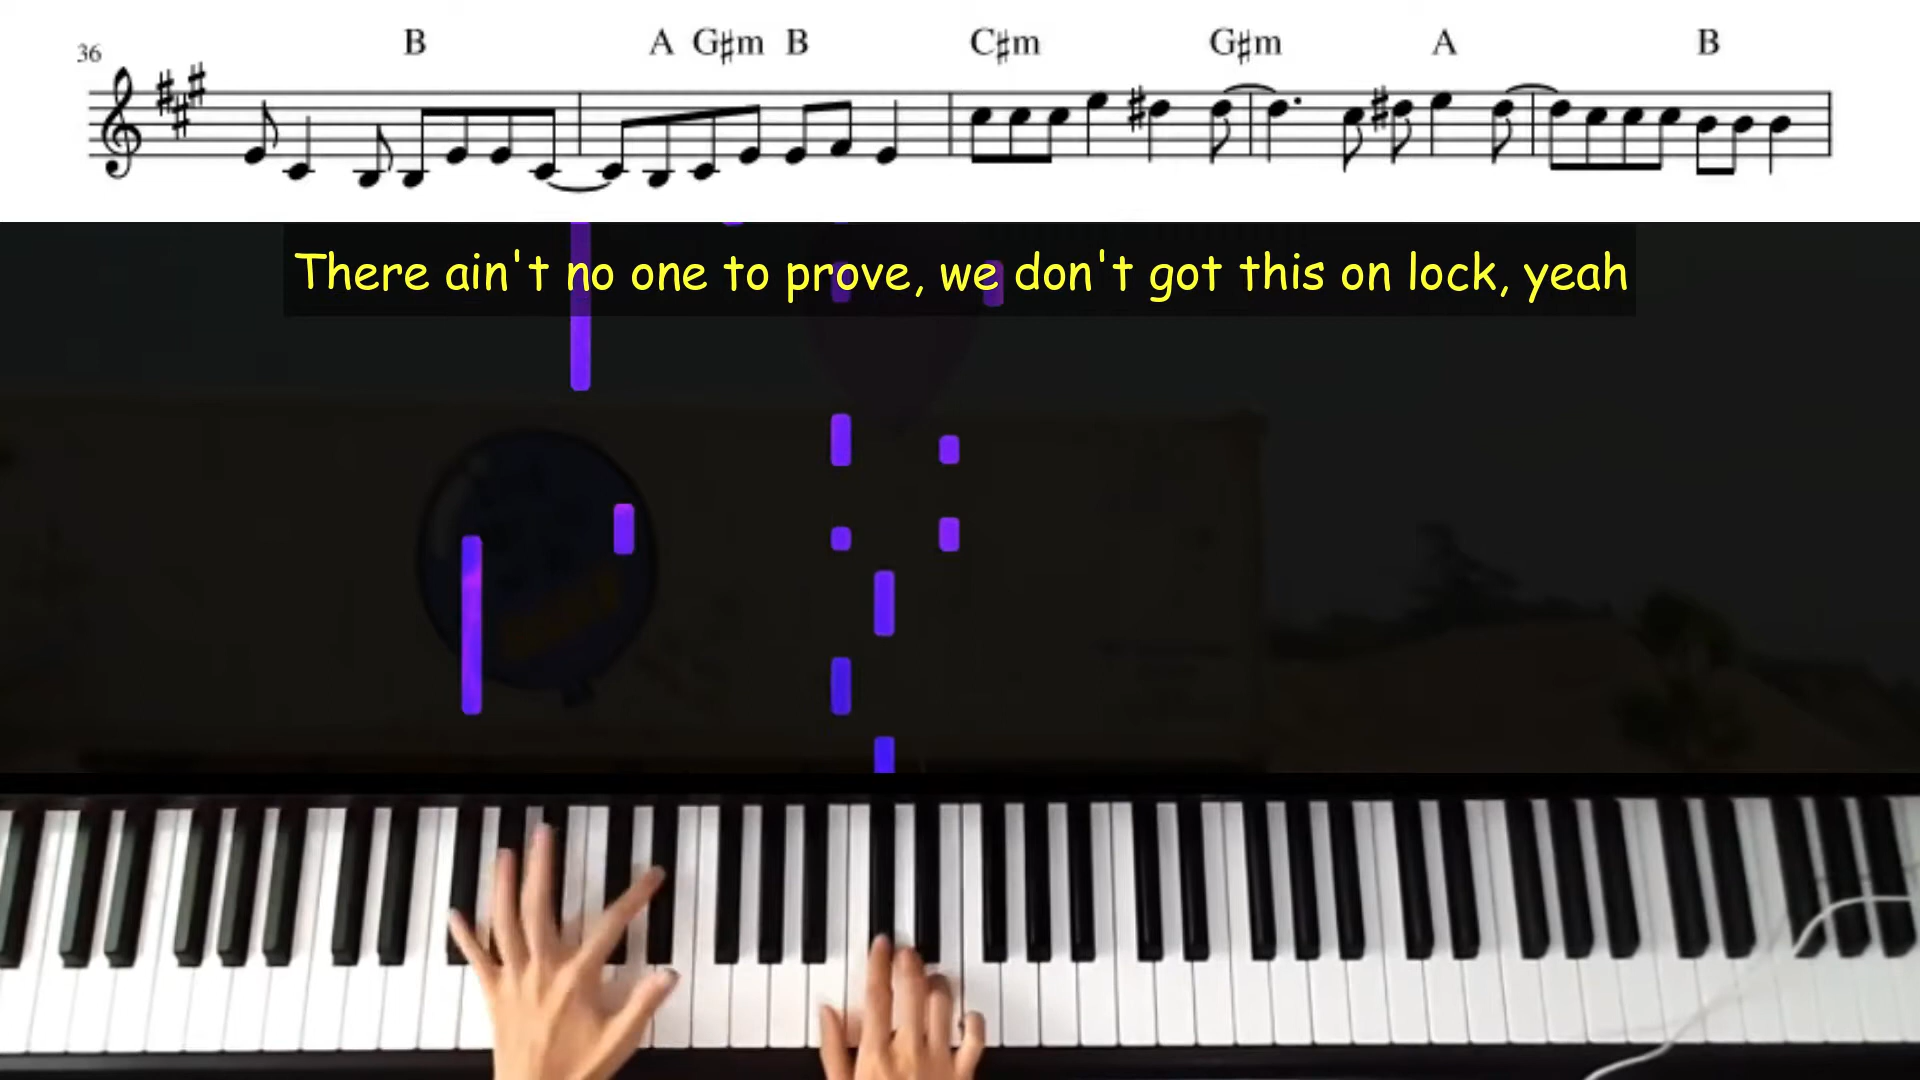 36 B A G♯m B C♯m G♯m A B
There ain't no one to prove, we don't got this on lock, yeah